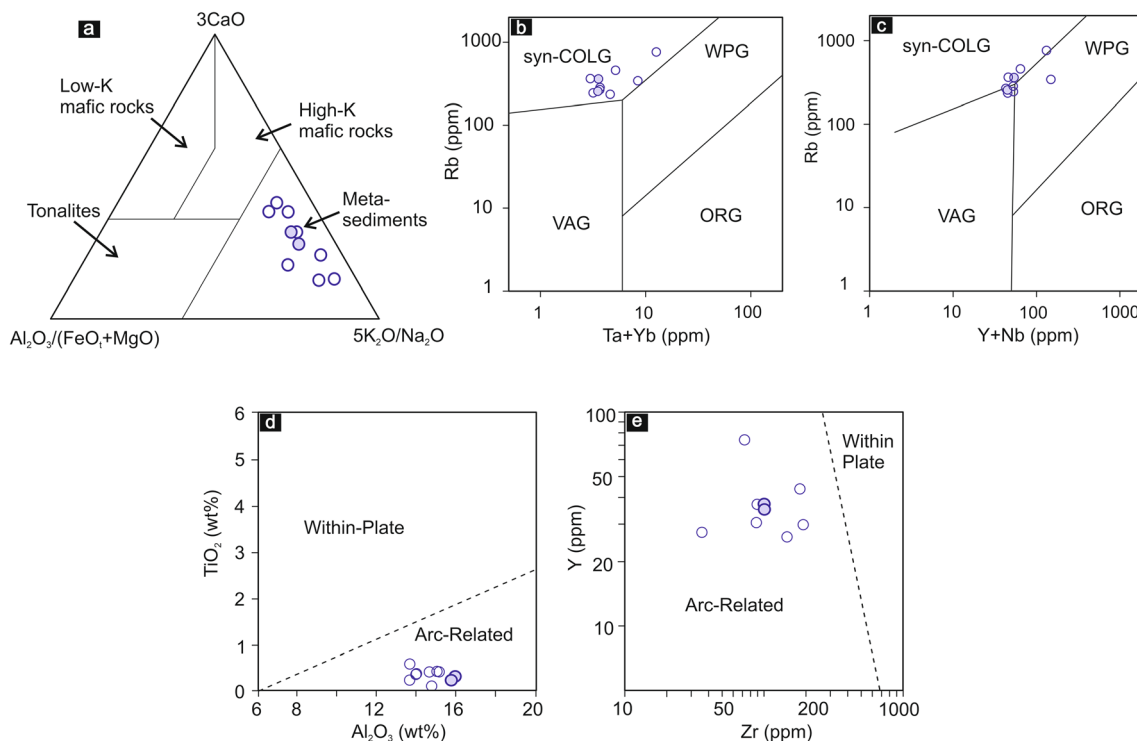 a
3CaO
Low-K
mafic rocks
High-K
mafic rocks
Tonalites
Meta-
sediments
Al₂O₃/(FeOₜ+MgO)
5K₂O/Na₂O
b
1000
100
10
1
Rb (ppm)
syn-COLG
WPG
VAG
ORG
1
10
100
Ta+Yb (ppm)
c
1000
100
10
1
Rb (ppm)
syn-COLG
WPG
VAG
ORG
1
10
100
1000
Y+Nb (ppm)
d
6
5
4
3
2
1
0
TiO₂ (wt%)
Within-Plate
Arc-Related
6
8
12
16
20
Al₂O₃ (wt%)
e
100
50
20
10
Y (ppm)
Within
Plate
Arc-Related
10
50
100
200
1000
Zr (ppm)